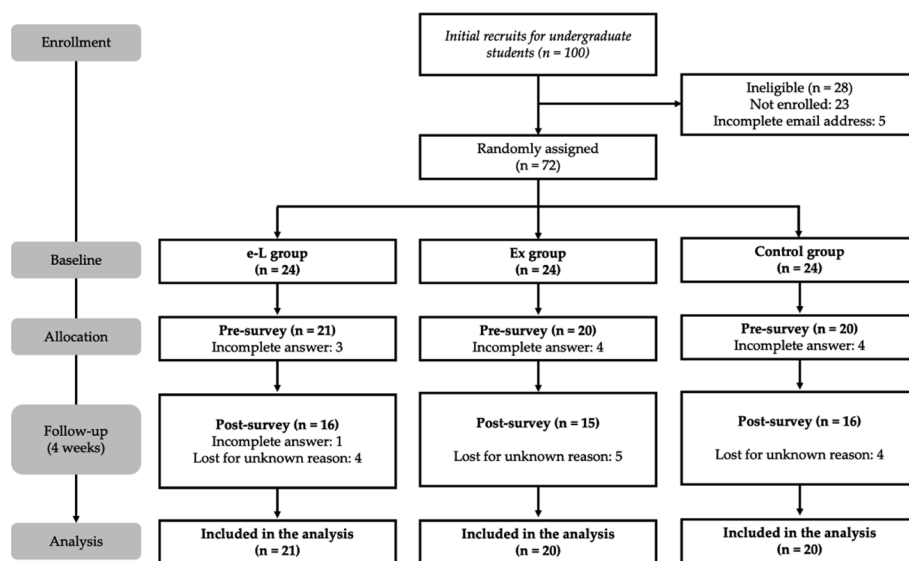 Enrollment
Initial recruits for undergraduate
students (n = 100)
Ineligible (n = 28)
Not enrolled: 23
Incomplete email address: 5
Randomly assigned
(n = 72)
Baseline
e-L group
(n = 24)
Ex group
(n = 24)
Control group
(n = 24)
Allocation
Pre-survey (n = 21)
Incomplete answer: 3
Pre-survey (n = 20)
Incomplete answer: 4
Pre-survey (n = 20)
Incomplete answer: 4
Follow-up
(4 weeks)
Post-survey (n = 16)
Incomplete answer: 1
Lost for unknown reason: 4
Post-survey (n = 15)
Lost for unknown reason: 5
Post-survey (n = 16)
Lost for unknown reason: 4
Analysis
Included in the analysis
(n = 21)
Included in the analysis
(n = 20)
Included in the analysis
(n = 20)